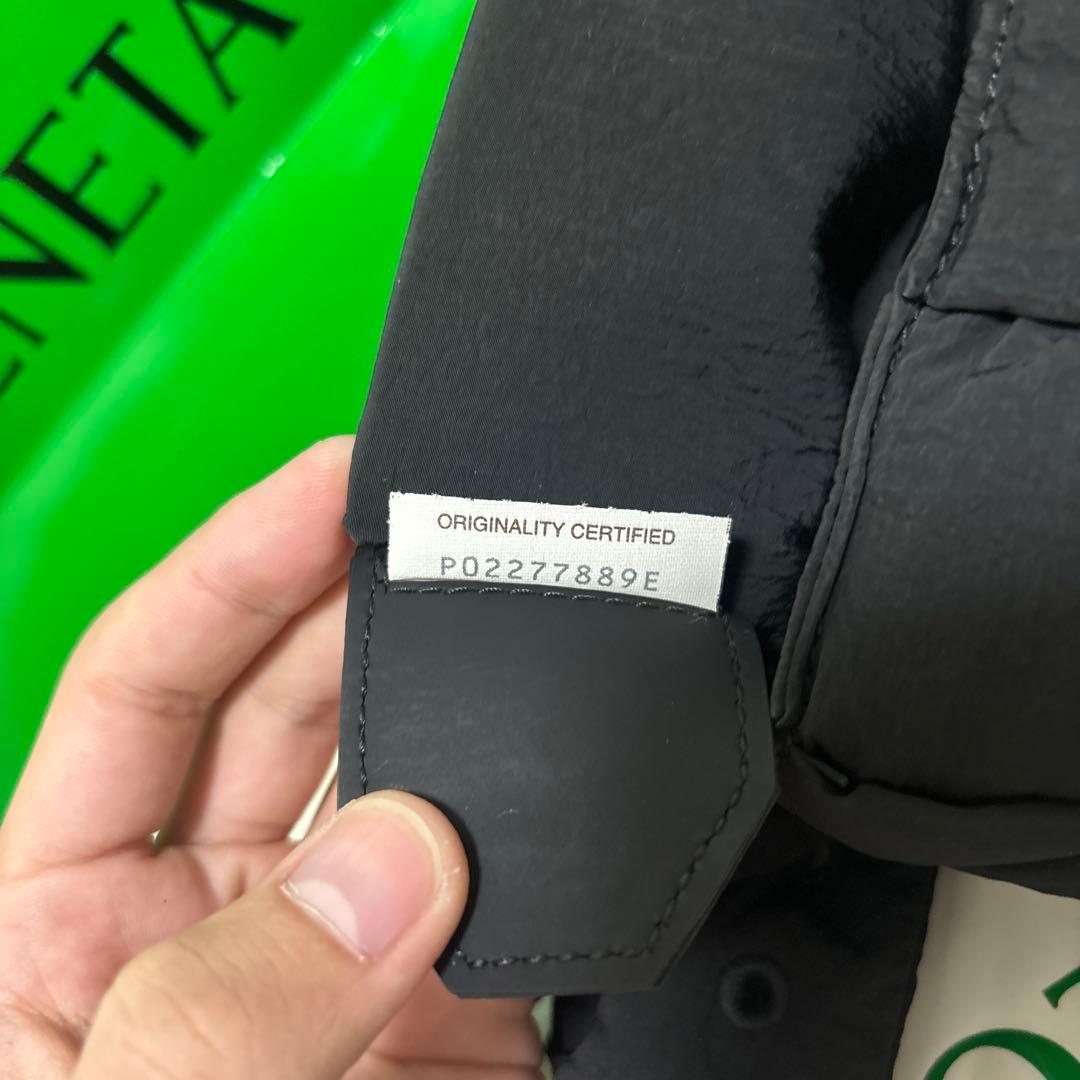 ENETA
ORIGINALITY CERTIFIED
P02277889E